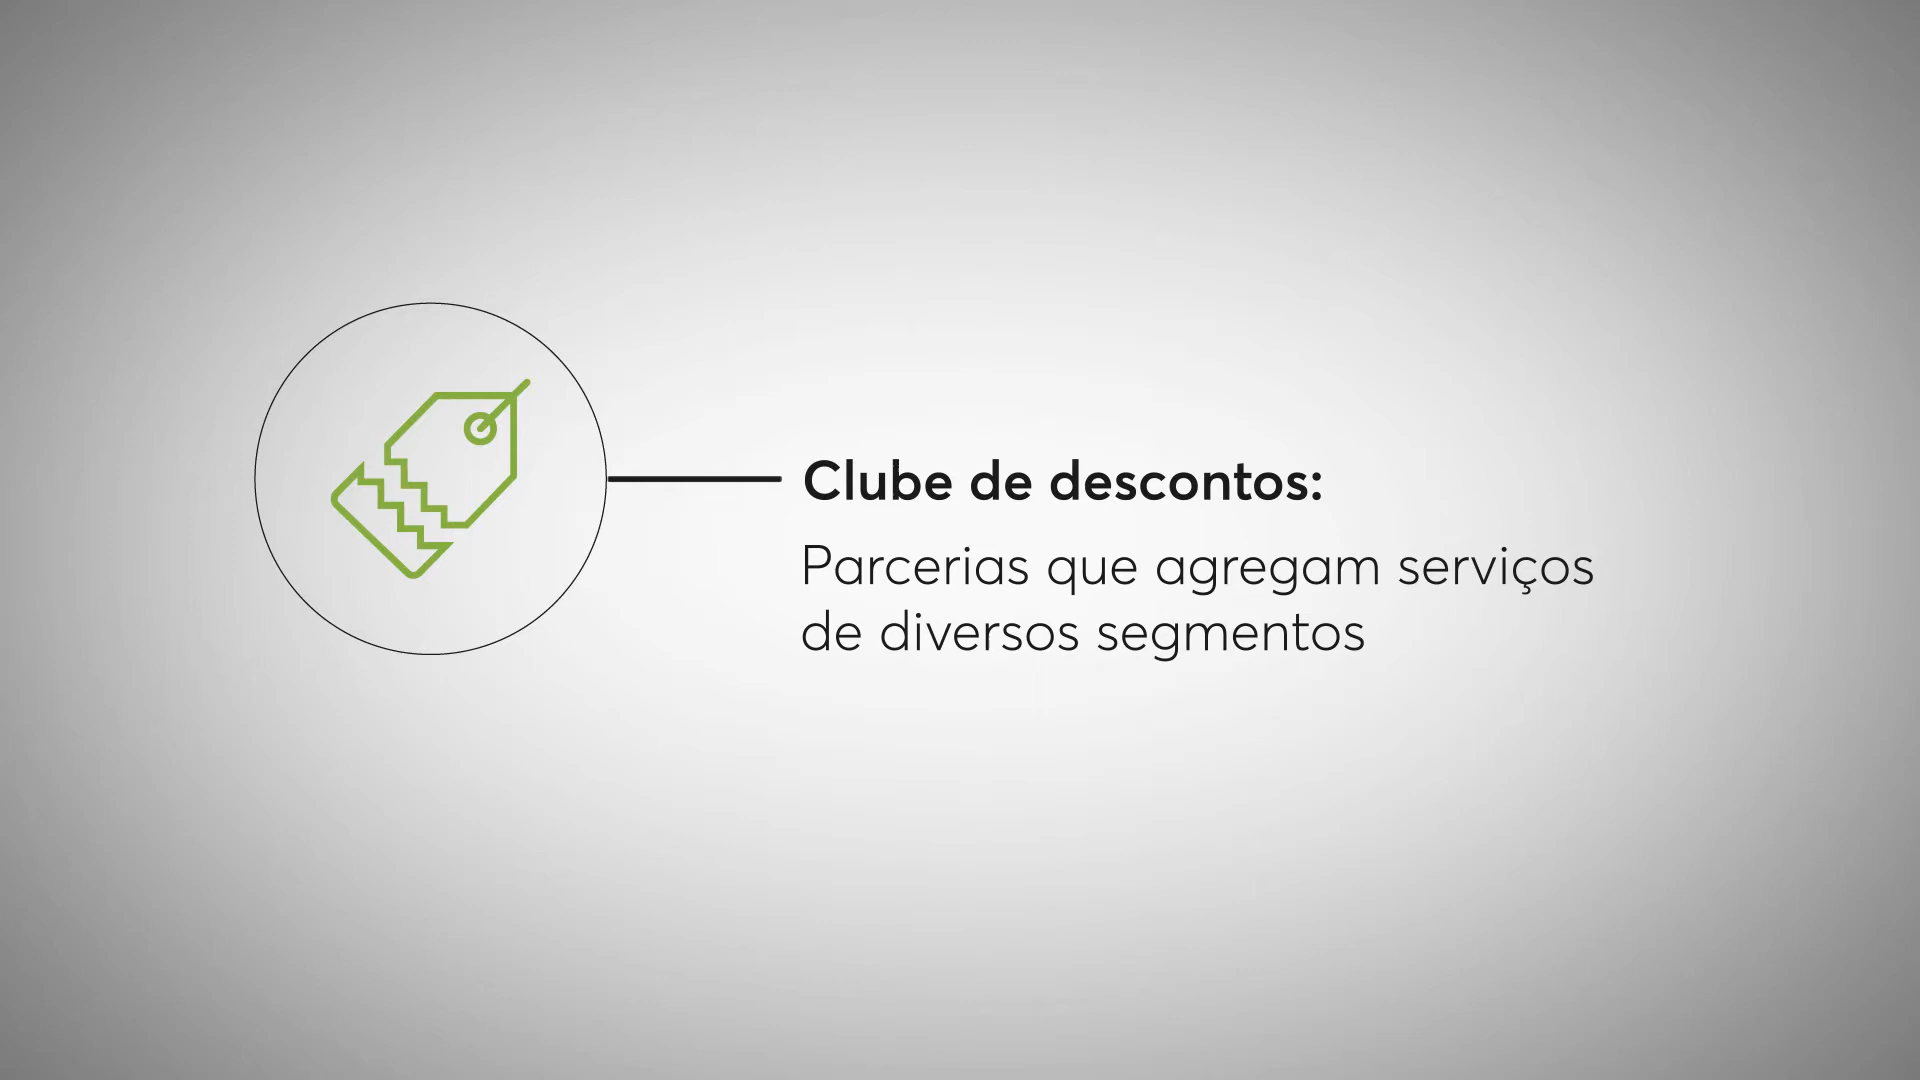 Clube de descontos:
Parcerias que agregam serviços
de diversos segmentos